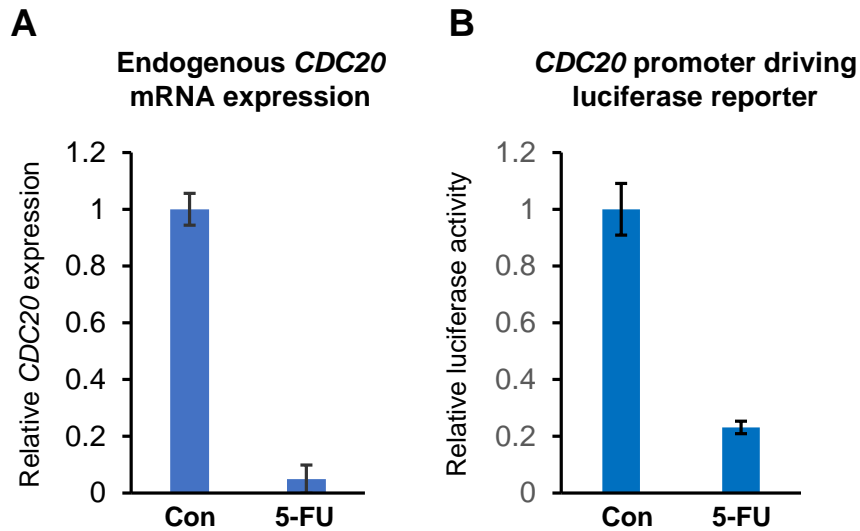 A
Endogenous CDC20
mRNA expression
Relative CDC20 expression
1.2
1
0.8
0.6
0.4
0.2
0
Con 5-FU
B
CDC20 promoter driving
luciferase reporter
Relative luciferase activity
1.2
1
0.8
0.6
0.4
0.2
0
Con 5-FU